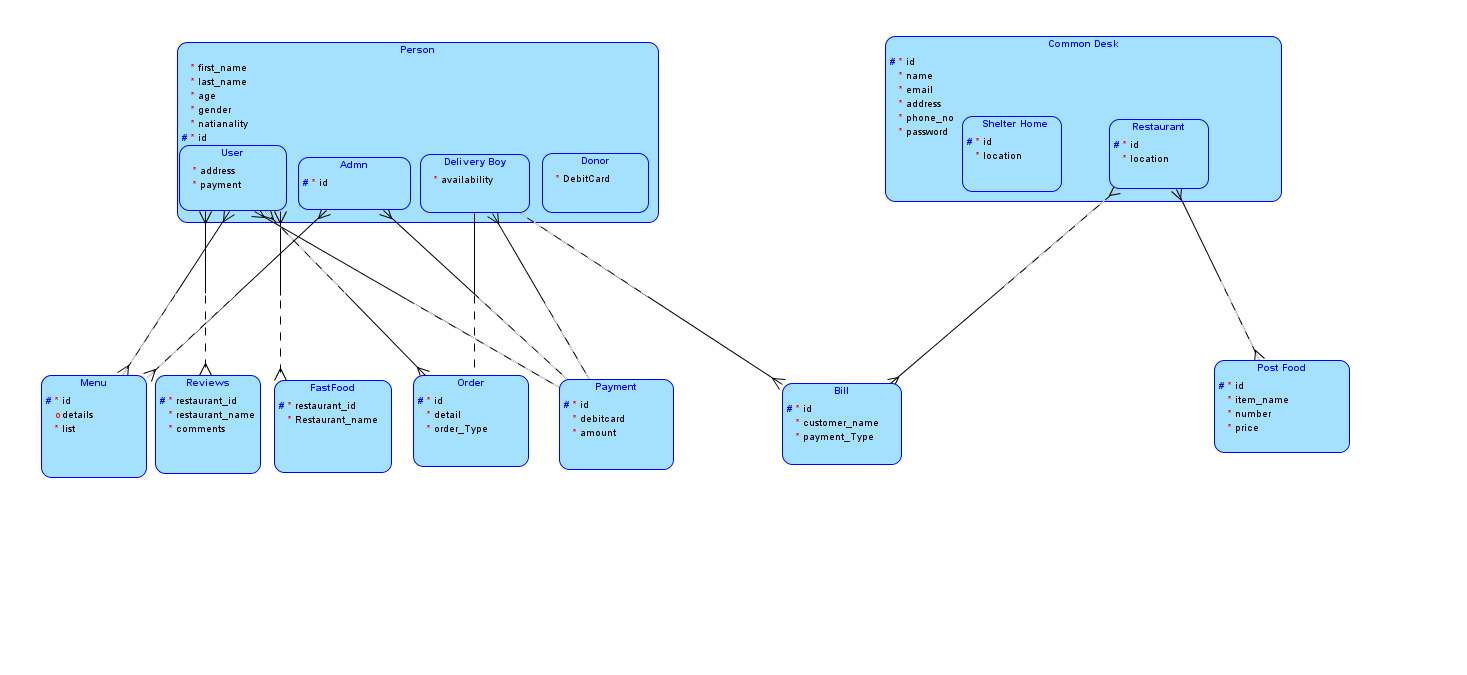 Person
* first_name
* last_name
* age
* gender
* natianality
# * id
User
* address
* payment
Admn
# * id
Delivery Boy
* availability
Donor
* DebitCard
Common Desk
# * id
* name
* email
* address
* phone_no
* password
Shelter Home
# * id
* location
Restaurant
# * id
* location
Menu
# * id
o details
* list
Reviews
# * restaurant_id
* restaurant_name
* comments
FastFood
# * restaurant_id
* Restaurant_name
Order
# * id
* detail
* order_Type
Payment
# * id
* debitcard
* amount
Bill
# * id
* customer_name
* payment_Type
Post Food
# * id
* item_name
* number
* price